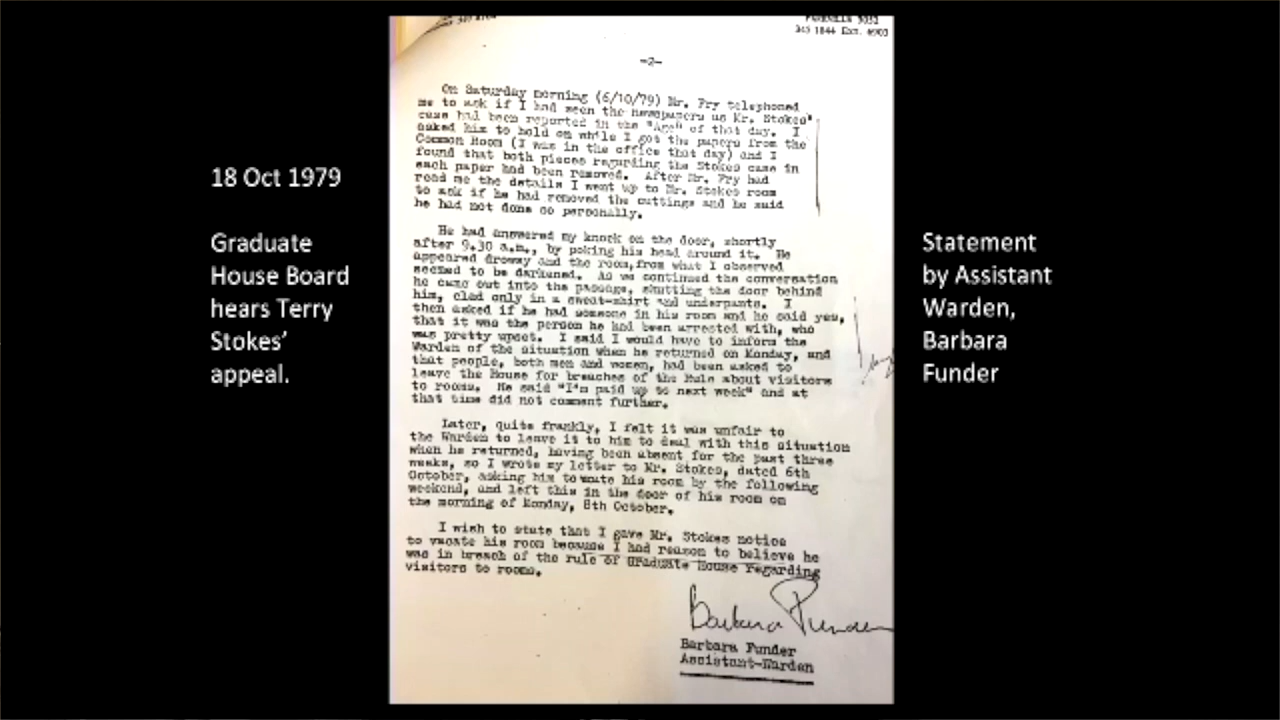 18 Oct 1979
Graduate
House Board
hears Terry
Stokes’
appeal.
PARKVILLE 3052
345 1844 Ext. 6903
-2-
On Saturday morning (6/10/79) Mr. Fry telephoned
me to ask if I had seen the newspapers as Mr. Stokes'
case had been reported in the "Age" of that day. I
asked him to hold on while I got the papers from the
Common Room (I was in the office that day) and I
found that both pieces regarding the Stokes case in
each paper had been removed. After Mr. Fry had
read me the details I went up to Mr. Stokes room
to ask if he had removed the cuttings and he said
he had not done so personally.
He had answered my knock on the door, shortly
after 9.30 a.m., by poking his head around it. He
appeared drowsy and the room, from what I observed
seemed to be darkened. As we continued the conversation
he came out into the passage, shutting the door behind
him, clad only in a sweat-shirt and underpants. I
then asked if he had someone in his room and he said yes,
that it was the person he had been arrested with, who
was pretty upset. I said I would have to inform the
Warden of the situation when he returned on Monday, and
that people, both men and women, had been asked to
leave the House for breaches of the Rule about visitors
to rooms. He said "I'm paid up to next week" and at
that time did not comment further.
Later, quite frankly, I felt it was unfair to
the Warden to leave it to him to deal with this situation
when he returned, having been absent for the past three
weeks, so I wrote my letter to Mr. Stokes, dated 6th
October, asking him to vacate his room by the following
weekend, and left this in the door of his room on
the morning of Monday, 8th October.
I wish to state that I gave Mr. Stokes notice
to vacate his room because I had reason to believe he
was in breach of the rule of Graduate House regarding
visitors to rooms.
Barbara Funder
Barbara Funder
Assistant-Warden
Statement
by Assistant
Warden,
Barbara
Funder